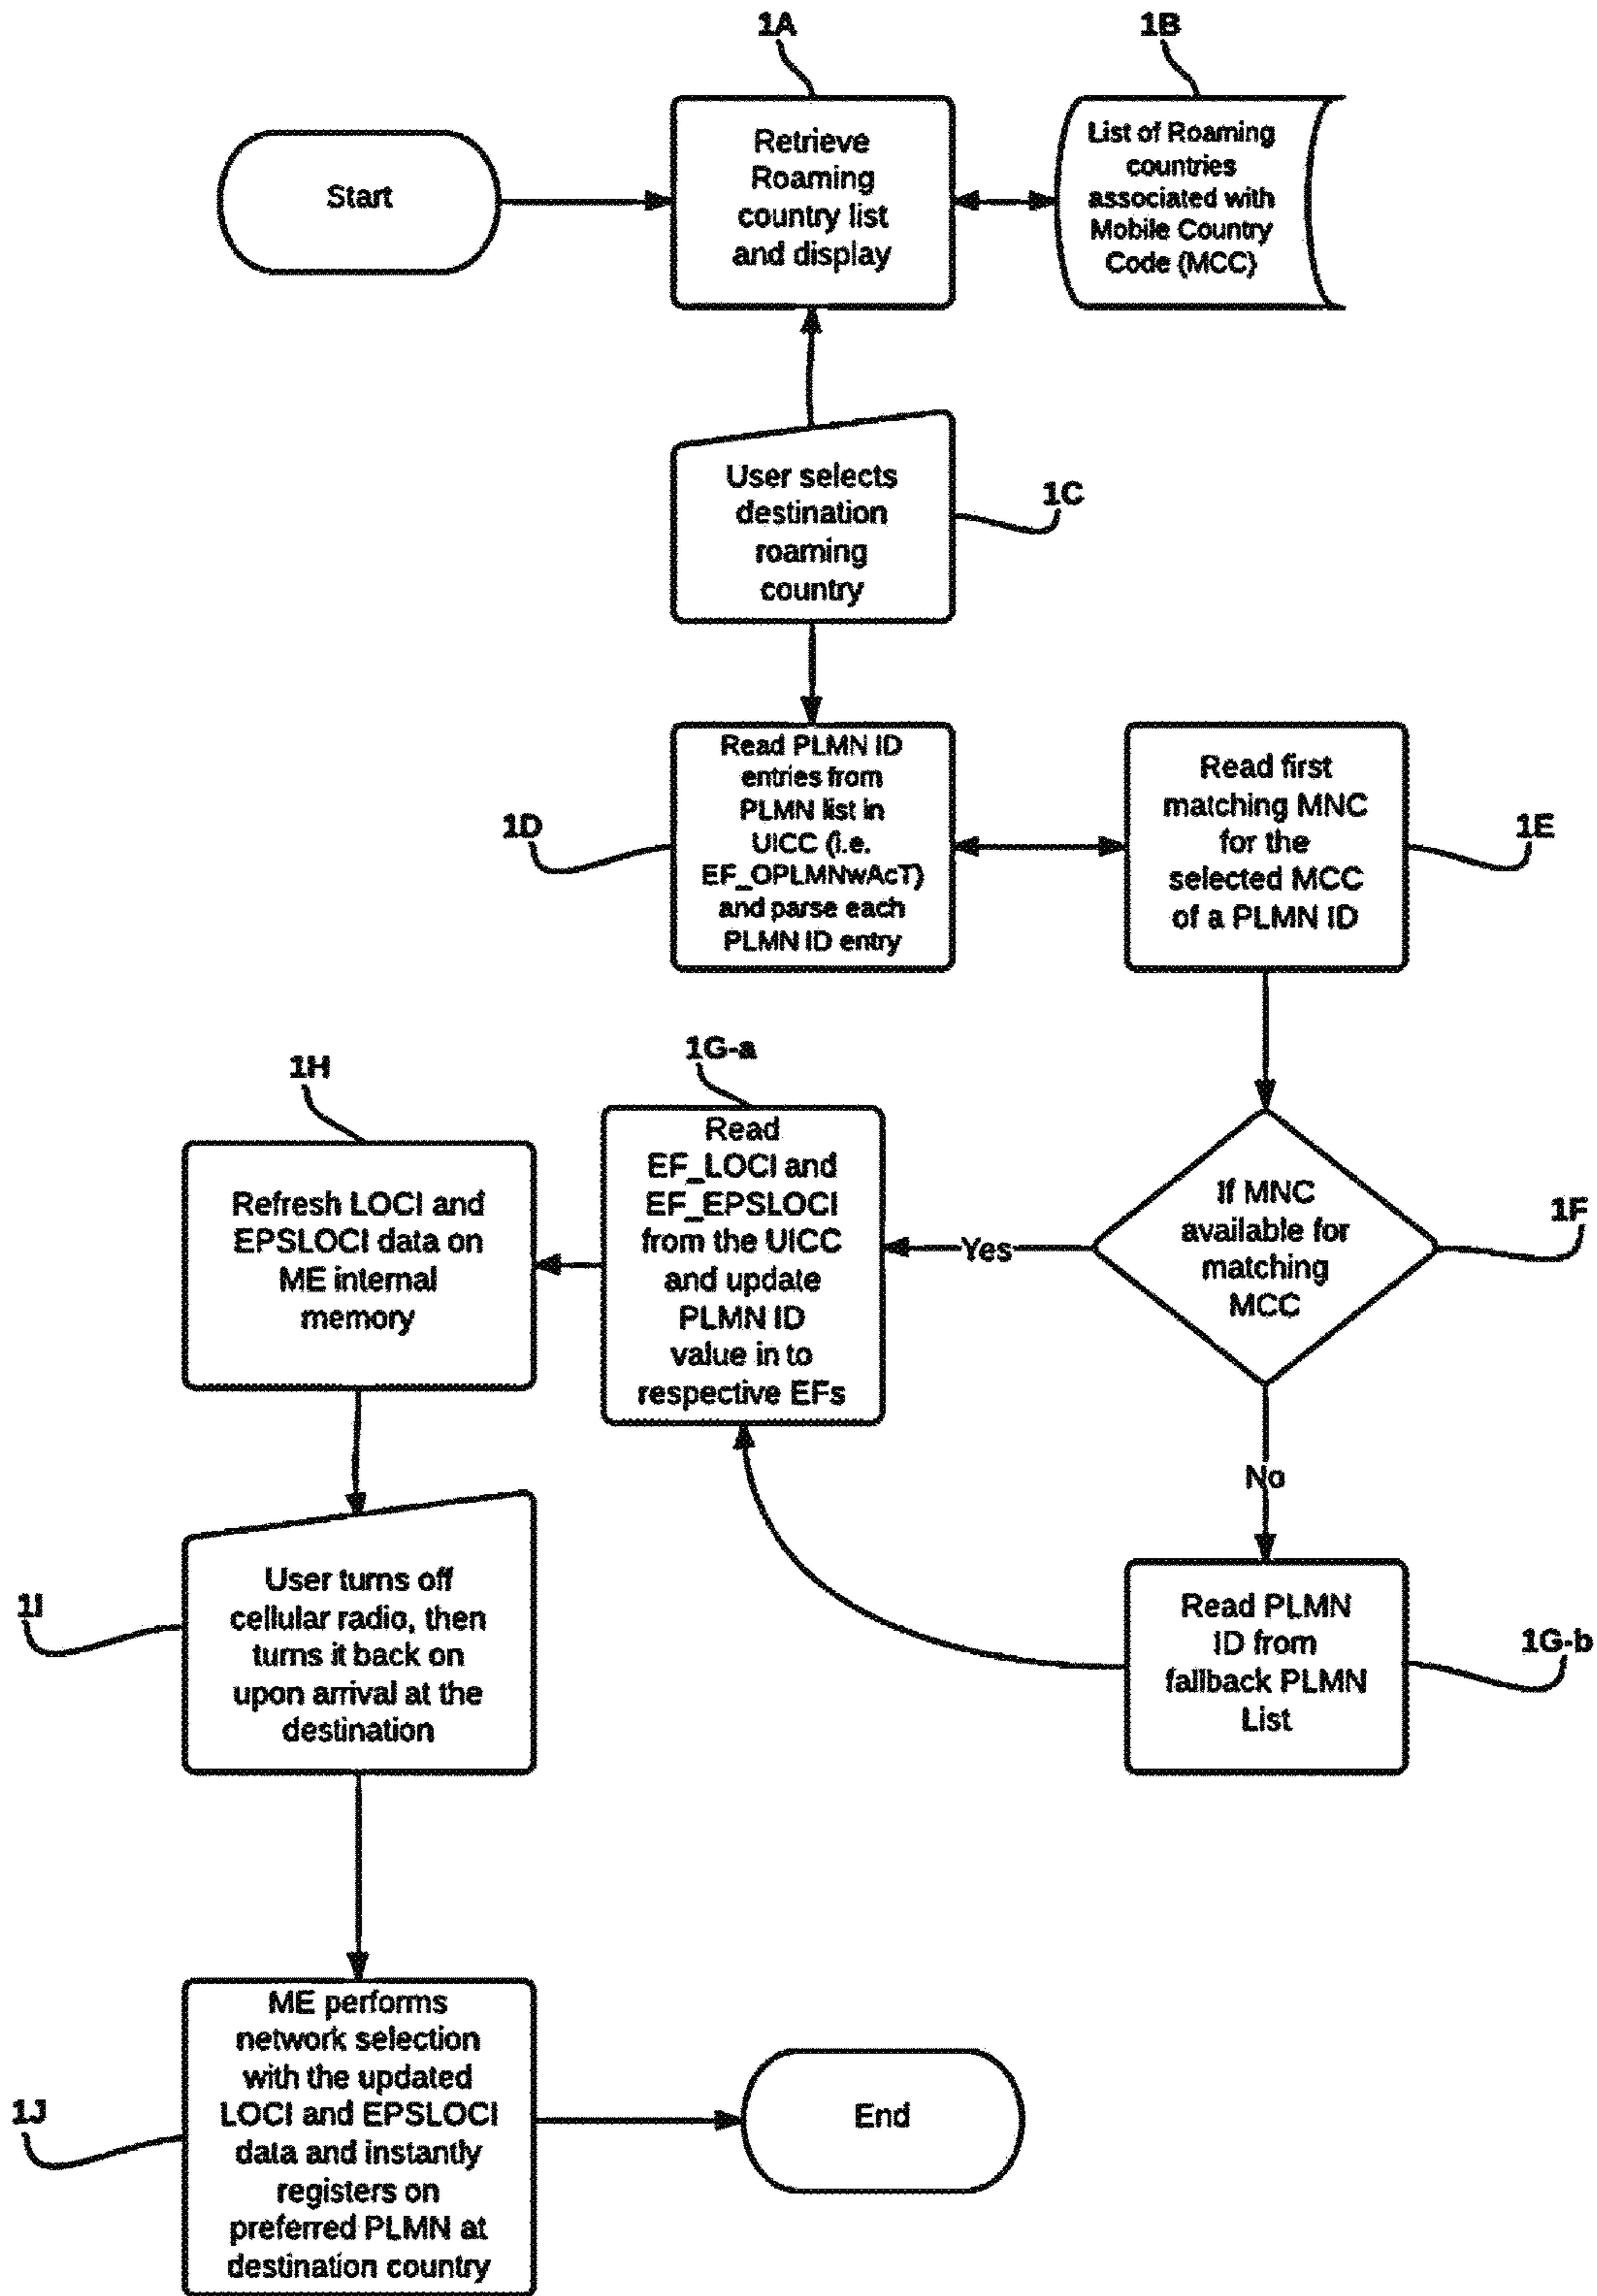 1A
1B
Start
Retrieve
Roaming
country list
and display
List of Roaming
countries
associated with
Mobile Country
Code (MCC)
User selects
destination
roaming
country
1C
Read PLMN ID
entries from
PLMN list in
UICC (i.e.
EF_OPLMNwAcT)
and parse each
PLMN ID entry
1D
Read first
matching MNC
for the
selected MCC
of a PLMN ID
1E
If MNC
available for
matching
MCC
1F
Yes
No
1G-a
Read
EF_LOCI and
EF_EPSLOCI
from the UICC
and update
PLMN ID
value in to
respective EFs
1H
Refresh LOCI and
EPSLOCI data on
ME internal
memory
Read PLMN
ID from
fallback PLMN
List
1G-b
1I
User turns off
cellular radio, then
turns it back on
upon arrival at the
destination
1J
ME performs
network selection
with the updated
LOCI and EPSLOCI
data and instantly
registers on
preferred PLMN at
destination country
End